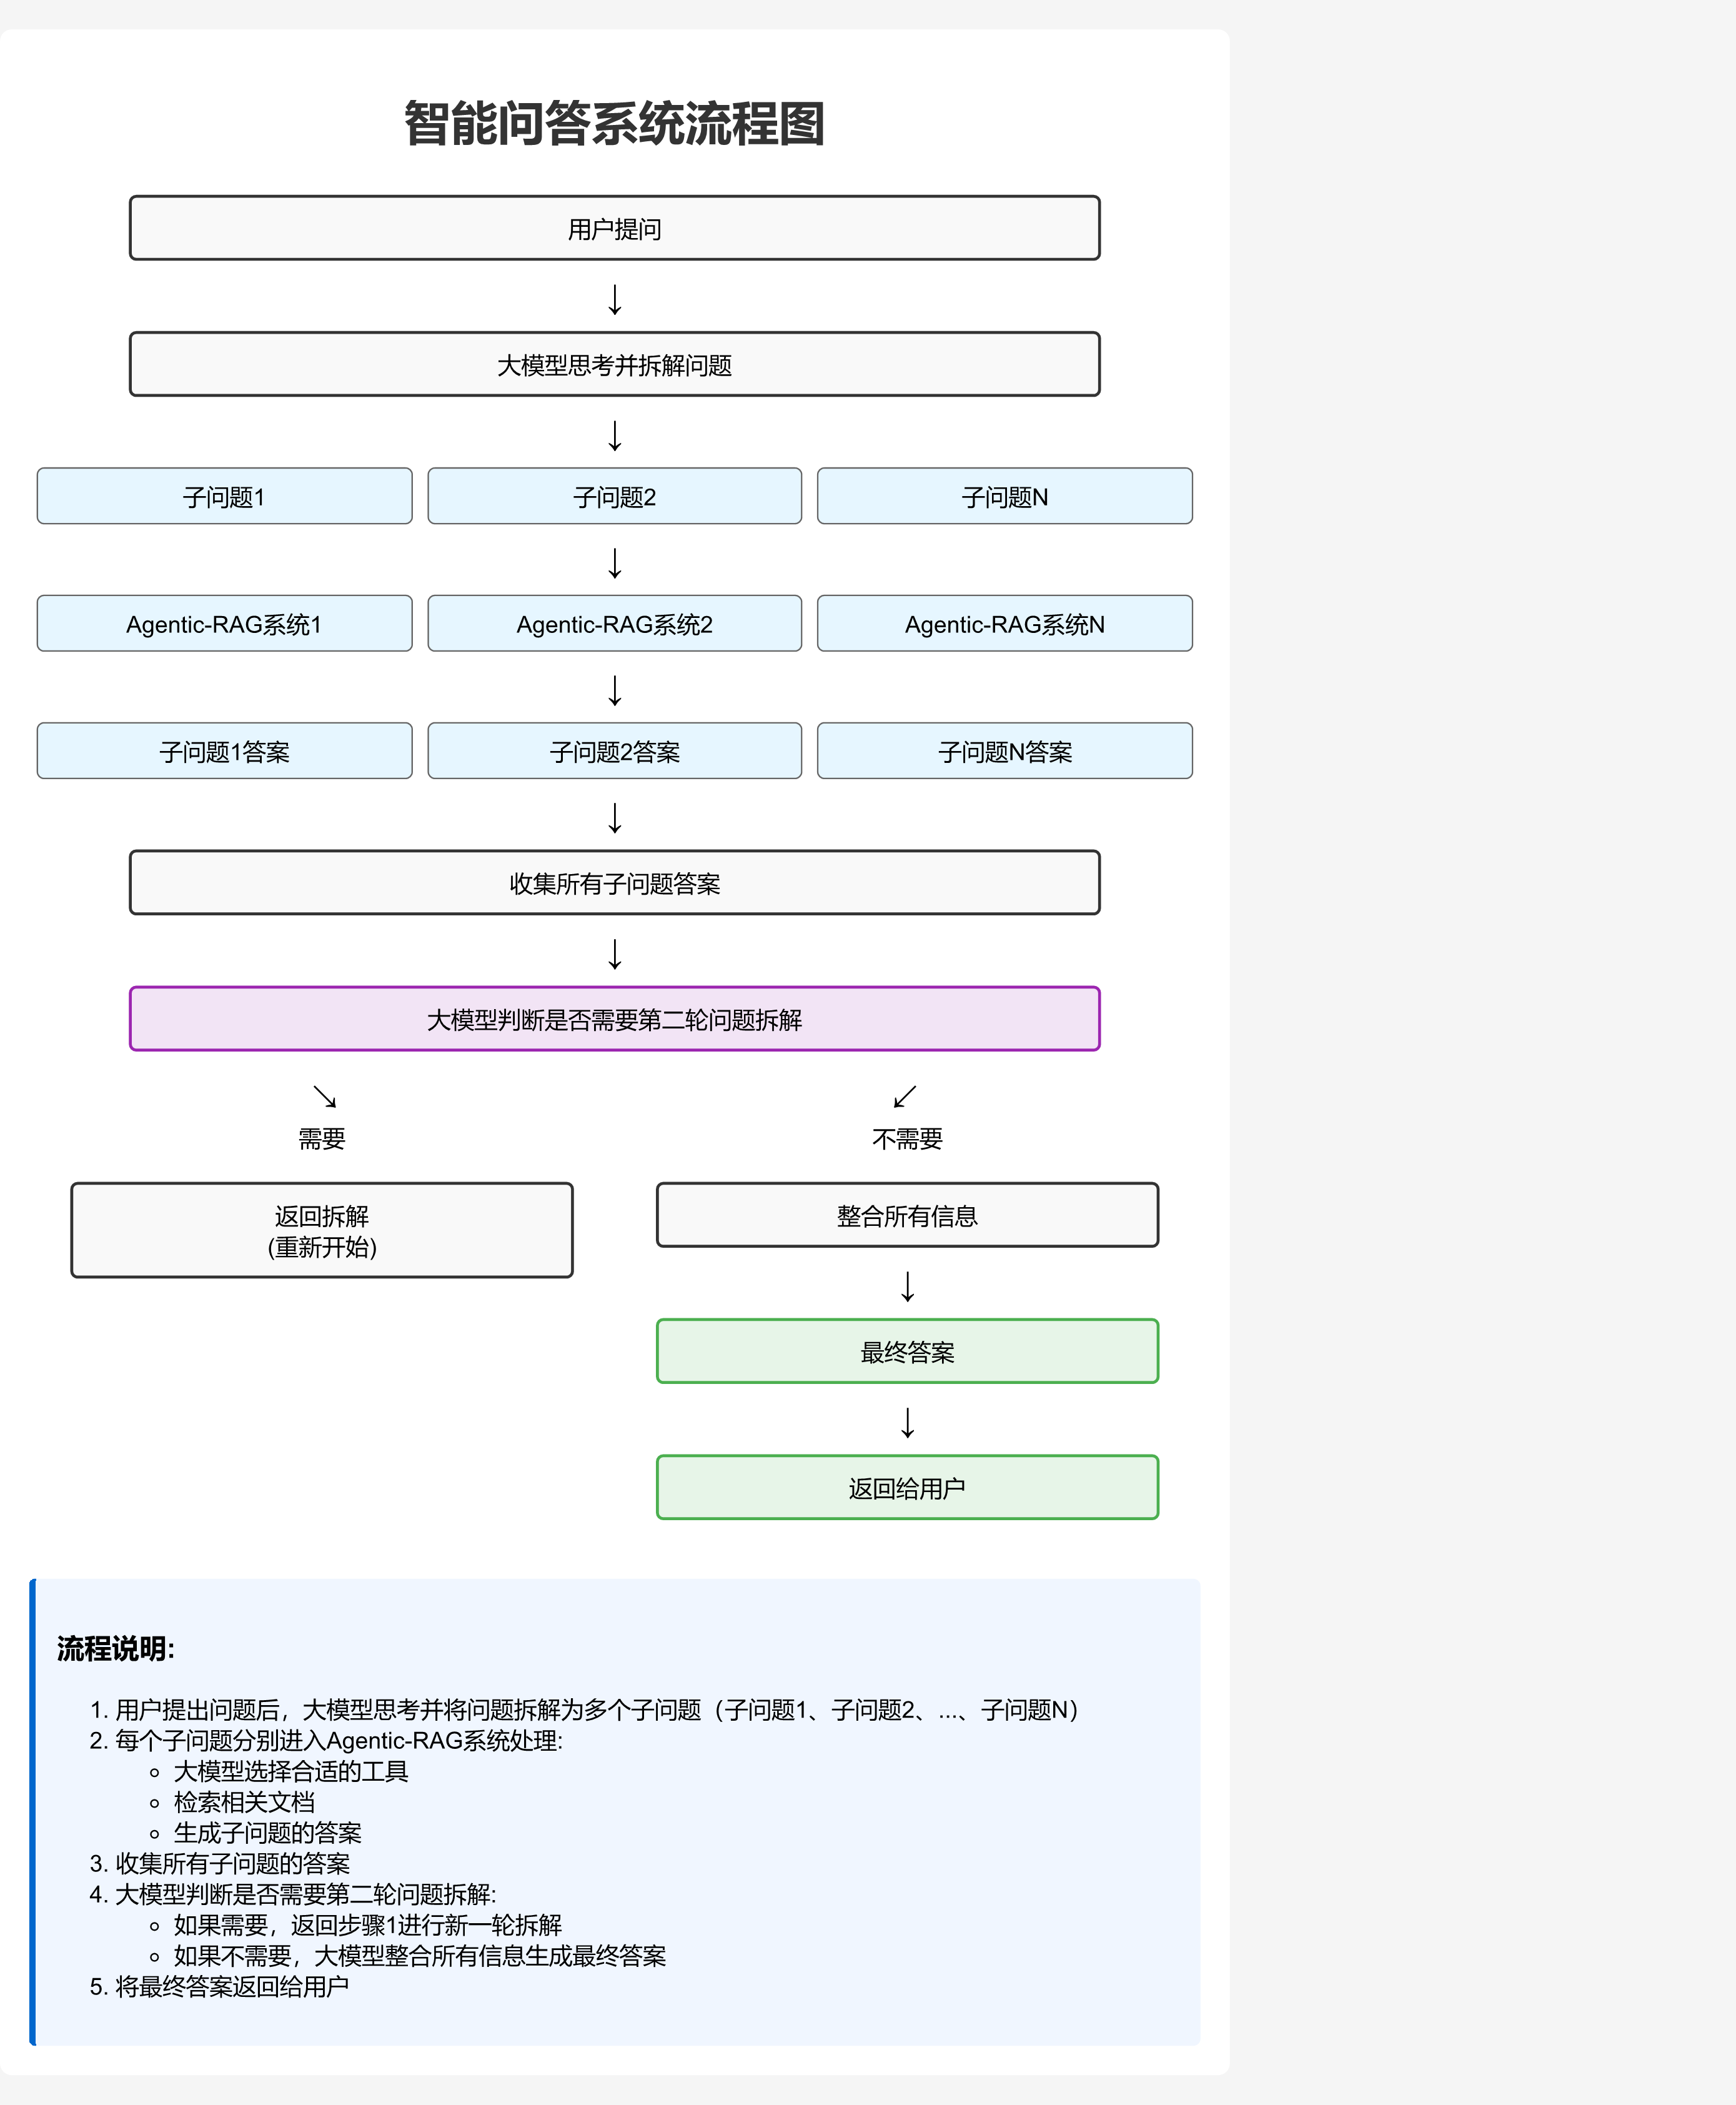 智能问答系统流程图
用户提问
↓
大模型思考并拆解问题
↓
子问题1
子问题2
子问题N
↓
Agentic-RAG系统1
Agentic-RAG系统2
Agentic-RAG系统N
↓
子问题1答案
子问题2答案
子问题N答案
↓
收集所有子问题答案
↓
大模型判断是否需要第二轮问题拆解
↘
需要
返回拆解
(重新开始)
↙
不需要
整合所有信息
↓
最终答案
↓
返回给用户
流程说明:
1. 用户提出问题后，大模型思考并将问题拆解为多个子问题（子问题1、子问题2、...、子问题N）
2. 每个子问题分别进入Agentic-RAG系统处理:
大模型选择合适的工具
检索相关文档
生成子问题的答案
3. 收集所有子问题的答案
4. 大模型判断是否需要第二轮问题拆解:
如果需要，返回步骤1进行新一轮拆解
如果不需要，大模型整合所有信息生成最终答案
5. 将最终答案返回给用户